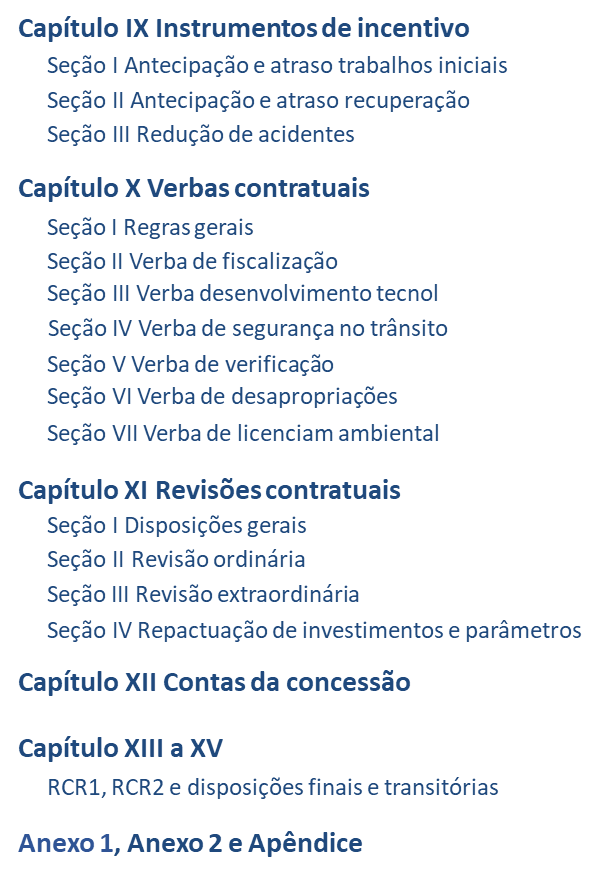 Capítulo IX Instrumentos de incentivo
Seção I Antecipação e atraso trabalhos iniciais
Seção II Antecipação e atraso recuperação
Seção III Redução de acidentes
Capítulo X Verbas contratuais
Seção I Regras gerais
Seção II Verba de fiscalização
Seção III Verba desenvolvimento tecnol
Seção IV Verba de segurança no trânsito
Seção V Verba de verificação
Seção VI Verba de desapropriações
Seção VII Verba de licenciam ambiental
Capítulo XI Revisões contratuais
Seção I Disposições gerais
Seção II Revisão ordinária
Seção III Revisão extraordinária
Seção IV Repactuação de investimentos e parâmetros
Capítulo XII Contas da concessão
Capítulo XIII a XV
RCR1, RCR2 e disposições finais e transitórias
Anexo 1, Anexo 2 e Apêndice